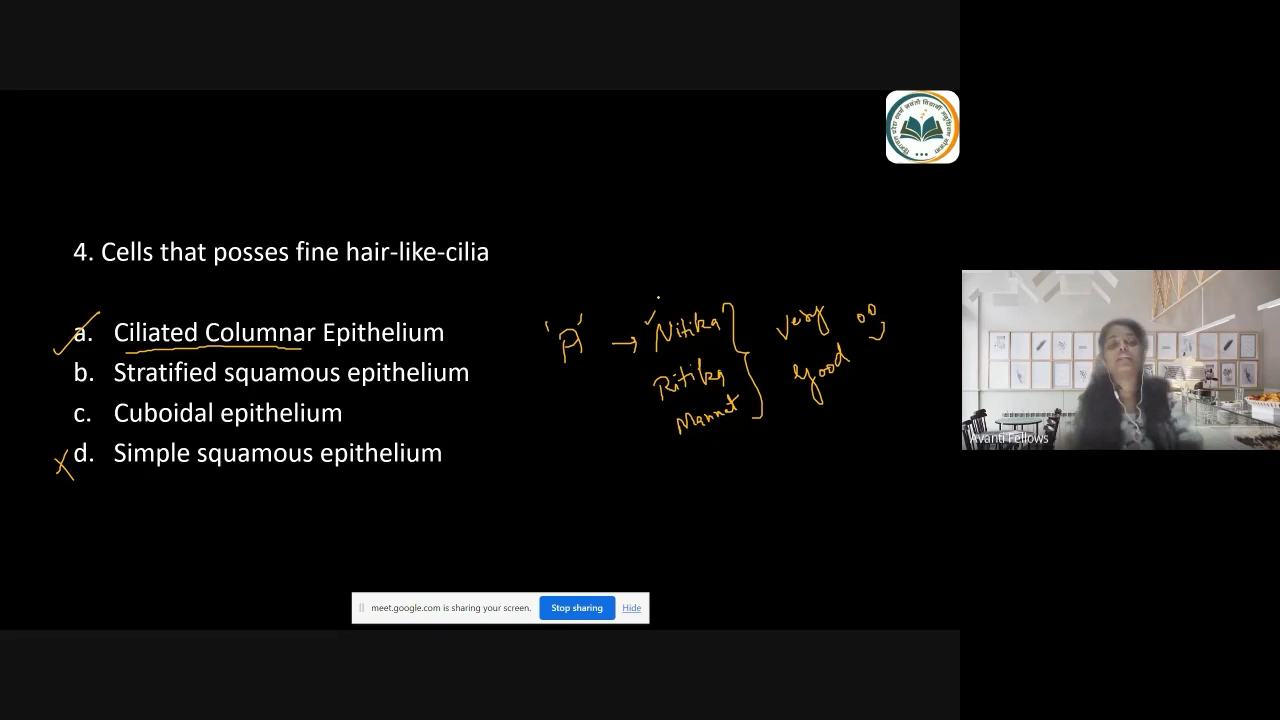 4. Cells that posses fine hair-like-cilia
a. Ciliated Columnar Epithelium
b. Stratified squamous epithelium
c. Cuboidal epithelium
d. Simple squamous epithelium
'A' → Nitika
Ritika
Mannat
Very
Good
Avanti Fellows
meet.google.com is sharing your screen. Stop sharing Hide